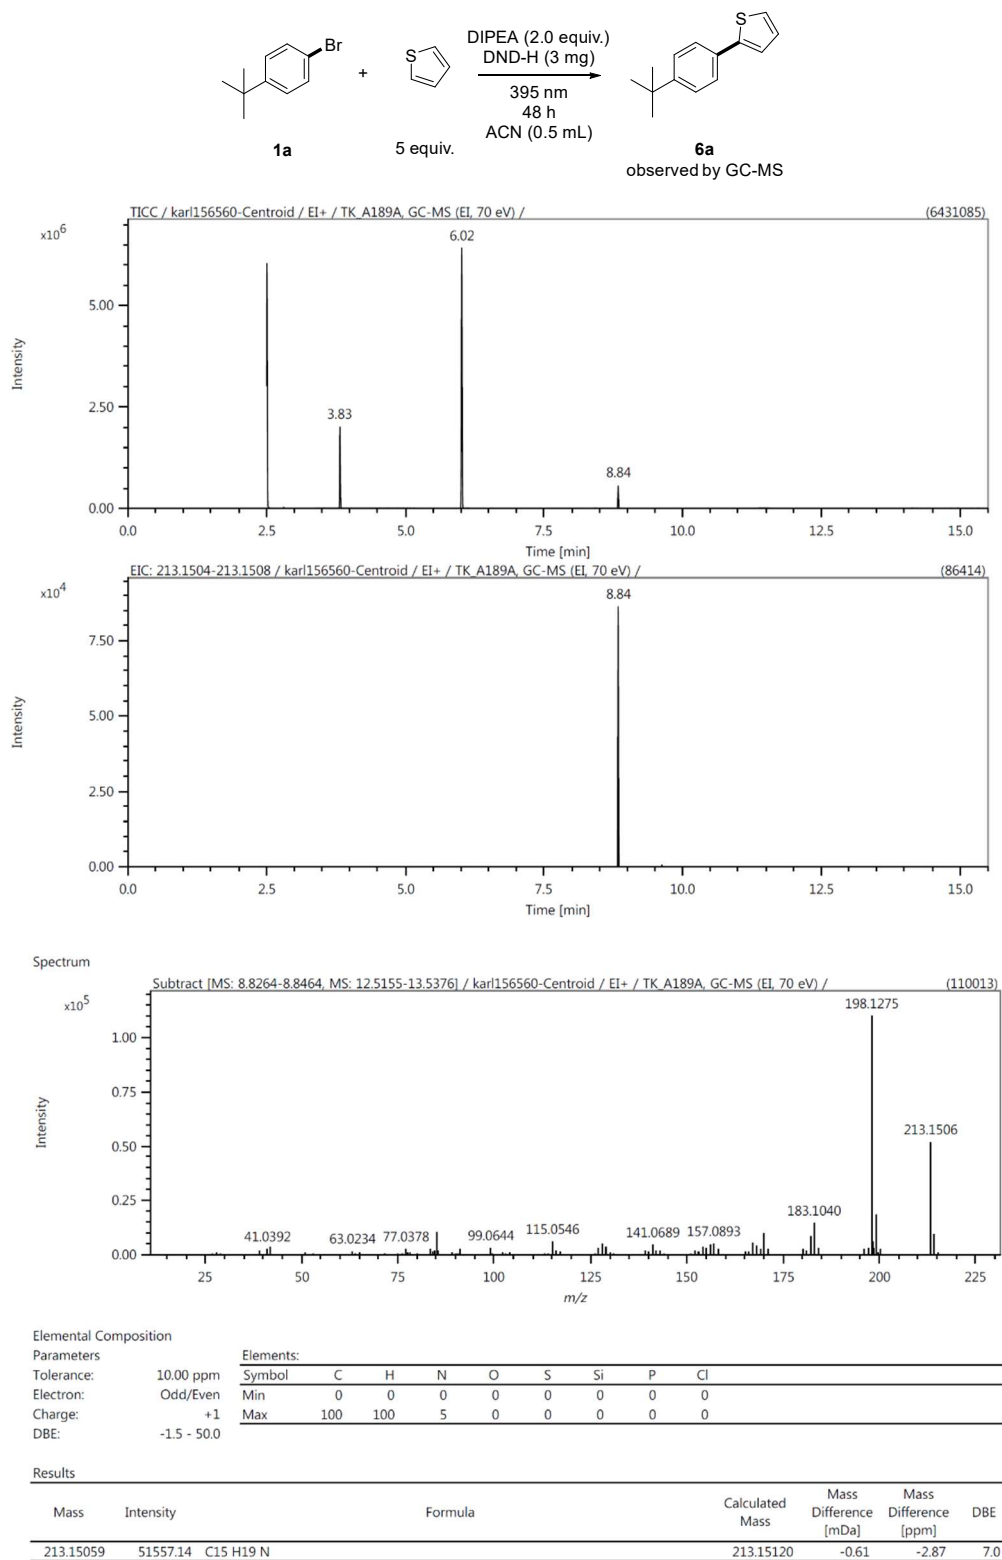 Br
S
+
DIPEA (2.0 equiv.)
DND-H (3 mg)
395 nm
48 h
ACN (0.5 mL)
S
1a
5 equiv.
6a
observed by GC-MS
TICC / karl156560-Centroid / EI+ / TK_A189A, GC-MS (EI, 70 eV) / (6431085)
x10⁶
6.02
5.00
3.83
2.50
8.84
0.00
Intensity
0.0 2.5 5.0 7.5 10.0 12.5 15.0
Time [min]
EIC: 213.1504-213.1508 / karl156560-Centroid / EI+ / TK_A189A, GC-MS (EI, 70 eV) / (86414)
x10⁴
8.84
7.50
5.00
2.50
0.00
Intensity
0.0 2.5 5.0 7.5 10.0 12.5 15.0
Time [min]
Spectrum
Subtract [MS: 8.8264-8.8464, MS: 12.5155-13.5376] / karl156560-Centroid / EI+ / TK_A189A, GC-MS (EI, 70 eV) / (110013)
x10⁵
198.1275
1.00
0.75
213.1506
0.50
0.25
183.1040
41.0392 63.0234 77.0378 99.0644 115.0546 141.0689 157.0893
0.00
Intensity
25 50 75 100 125 150 175 200 225
m/z
Elemental Composition
Parameters Elements:
Tolerance: 10.00 ppm Symbol C H N O S Si P Cl
Electron: Odd/Even Min 0 0 0 0 0 0 0 0
Charge: +1 Max 100 100 5 0 0 0 0 0
DBE: -1.5 - 50.0
Results
Mass Intensity Formula Calculated Mass Mass Difference [mDa] Mass Difference [ppm] DBE
213.15059 51557.14 C15 H19 N 213.15120 -0.61 -2.87 7.0